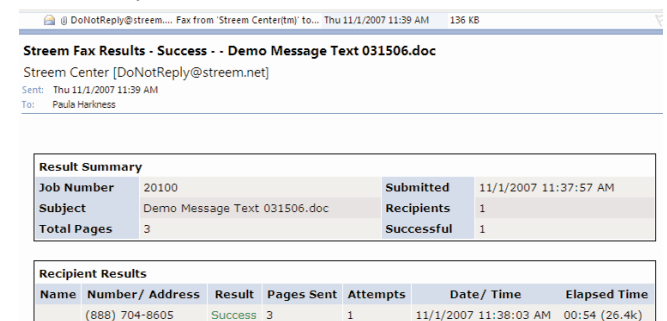 DoNotReply@streem.... Fax from 'Streem Center(tm)' to... Thu 11/1/2007 11:39 AM 136 KB
Streem Fax Results - Success - - Demo Message Text 031506.doc
Streem Center [DoNotReply@streem.net]
Sent: Thu 11/1/2007 11:39 AM
To: Paula Harkness
Result Summary
Job Number 20100 Submitted 11/1/2007 11:37:57 AM
Subject Demo Message Text 031506.doc Recipients 1
Total Pages 3 Successful 1
Recipient Results
Name Number/ Address Result Pages Sent Attempts Date/ Time Elapsed Time
(888) 704-8605 Success 3 1 11/1/2007 11:38:03 AM 00:54 (26.4k)